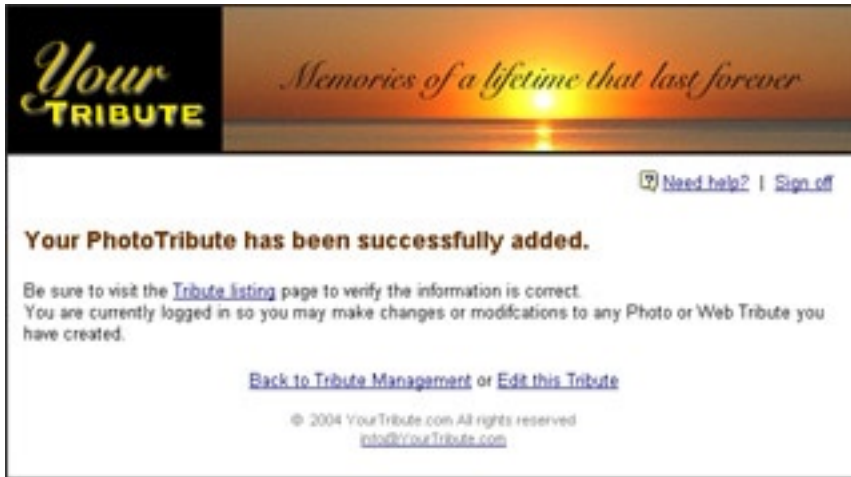 Your
TRIBUTE
Memories of a lifetime that last forever
Need help? | Sign off
Your PhotoTribute has been successfully added.
Be sure to visit the Tribute listing page to verify the information is correct.
You are currently logged in so you may make changes or modifcations to any Photo or Web Tribute you
have created.
Back to Tribute Management or Edit this Tribute
© 2004 YourTribute.com All rights reserved
info@YourTribute.com